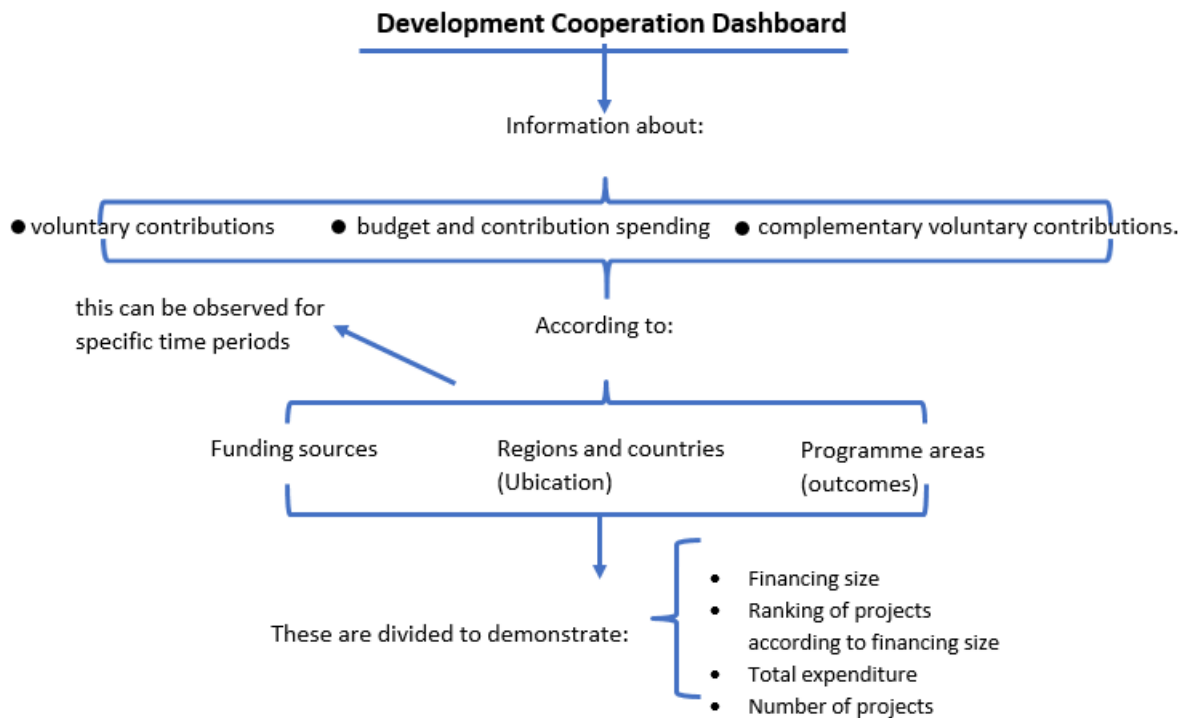 Development Cooperation Dashboard
Information about:
● voluntary contributions ● budget and contribution spending ● complementary voluntary contributions.
this can be observed for
specific time periods
According to:
Funding sources
Regions and countries
(Ubication)
Programme areas
(outcomes)
These are divided to demonstrate:
• Financing size
• Ranking of projects
according to financing size
• Total expenditure
• Number of projects